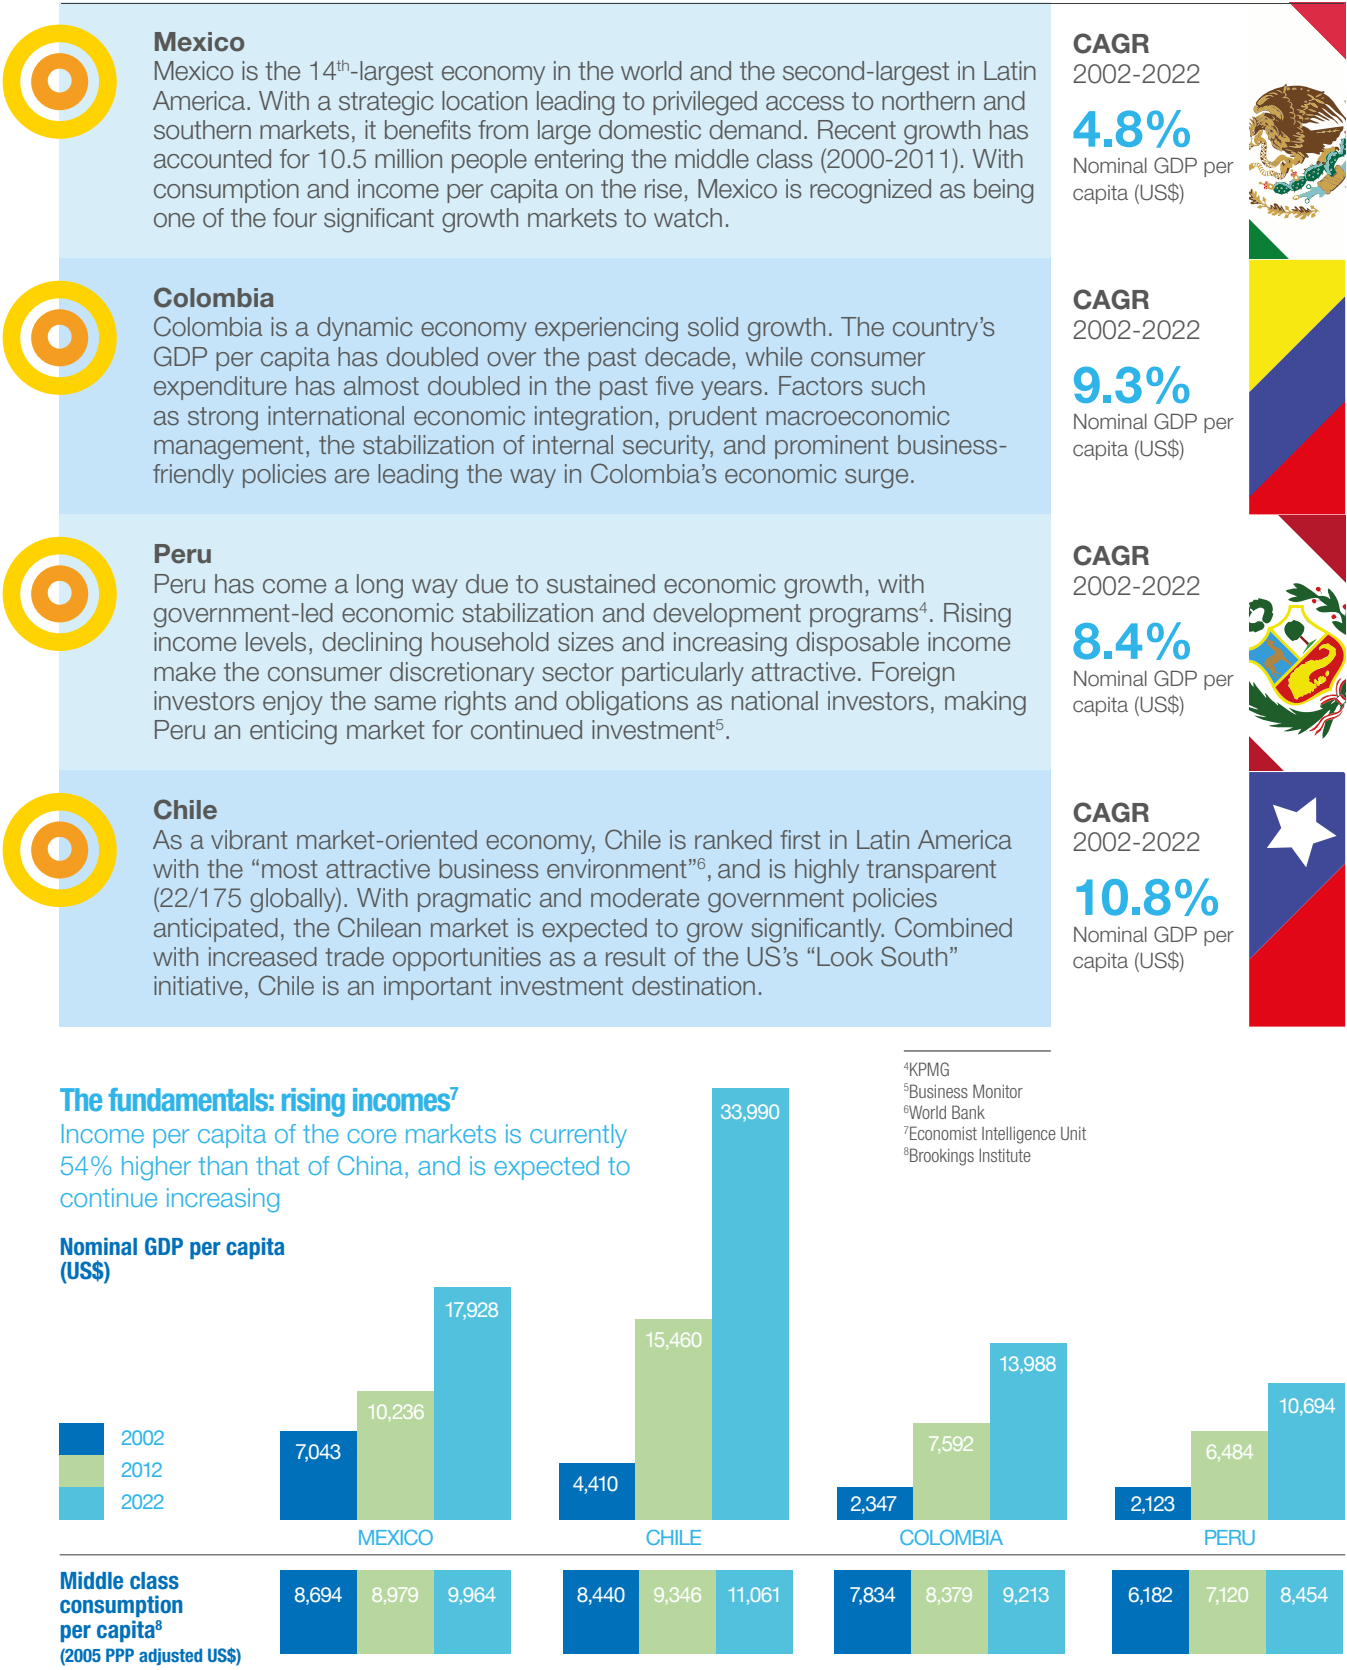 Mexico
Mexico is the 14th-largest economy in the world and the second-largest in Latin
America. With a strategic location leading to privileged access to northern and
southern markets, it benefits from large domestic demand. Recent growth has
accounted for 10.5 million people entering the middle class (2000-2011). With
consumption and income per capita on the rise, Mexico is recognized as being
one of the four significant growth markets to watch.
CAGR
2002-2022
4.8%
Nominal GDP per
capita (US$)
Colombia
Colombia is a dynamic economy experiencing solid growth. The country’s
GDP per capita has doubled over the past decade, while consumer
expenditure has almost doubled in the past five years. Factors such
as strong international economic integration, prudent macroeconomic
management, the stabilization of internal security, and prominent business-
friendly policies are leading the way in Colombia’s economic surge.
CAGR
2002-2022
9.3%
Nominal GDP per
capita (US$)
Peru
Peru has come a long way due to sustained economic growth, with
government-led economic stabilization and development programs4. Rising
income levels, declining household sizes and increasing disposable income
make the consumer discretionary sector particularly attractive. Foreign
investors enjoy the same rights and obligations as national investors, making
Peru an enticing market for continued investment5.
CAGR
2002-2022
8.4%
Nominal GDP per
capita (US$)
Chile
As a vibrant market-oriented economy, Chile is ranked first in Latin America
with the “most attractive business environment”6, and is highly transparent
(22/175 globally). With pragmatic and moderate government policies
anticipated, the Chilean market is expected to grow significantly. Combined
with increased trade opportunities as a result of the US’s “Look South”
initiative, Chile is an important investment destination.
CAGR
2002-2022
10.8%
Nominal GDP per
capita (US$)
4KPMG
5Business Monitor
6World Bank
7Economist Intelligence Unit
8Brookings Institute
The fundamentals: rising incomes7
Income per capita of the core markets is currently
54% higher than that of China, and is expected to
continue increasing
Nominal GDP per capita
(US$)
2002
2012
2022
7,043 10,236 17,928
4,410 15,460 33,990
2,347 7,592 13,988
2,123 6,484 10,694
MEXICO CHILE COLOMBIA PERU
Middle class
consumption
per capita8
(2005 PPP adjusted US$)
8,694 8,979 9,964 8,440 9,346 11,061 7,834 8,379 9,213 6,182 7,120 8,454